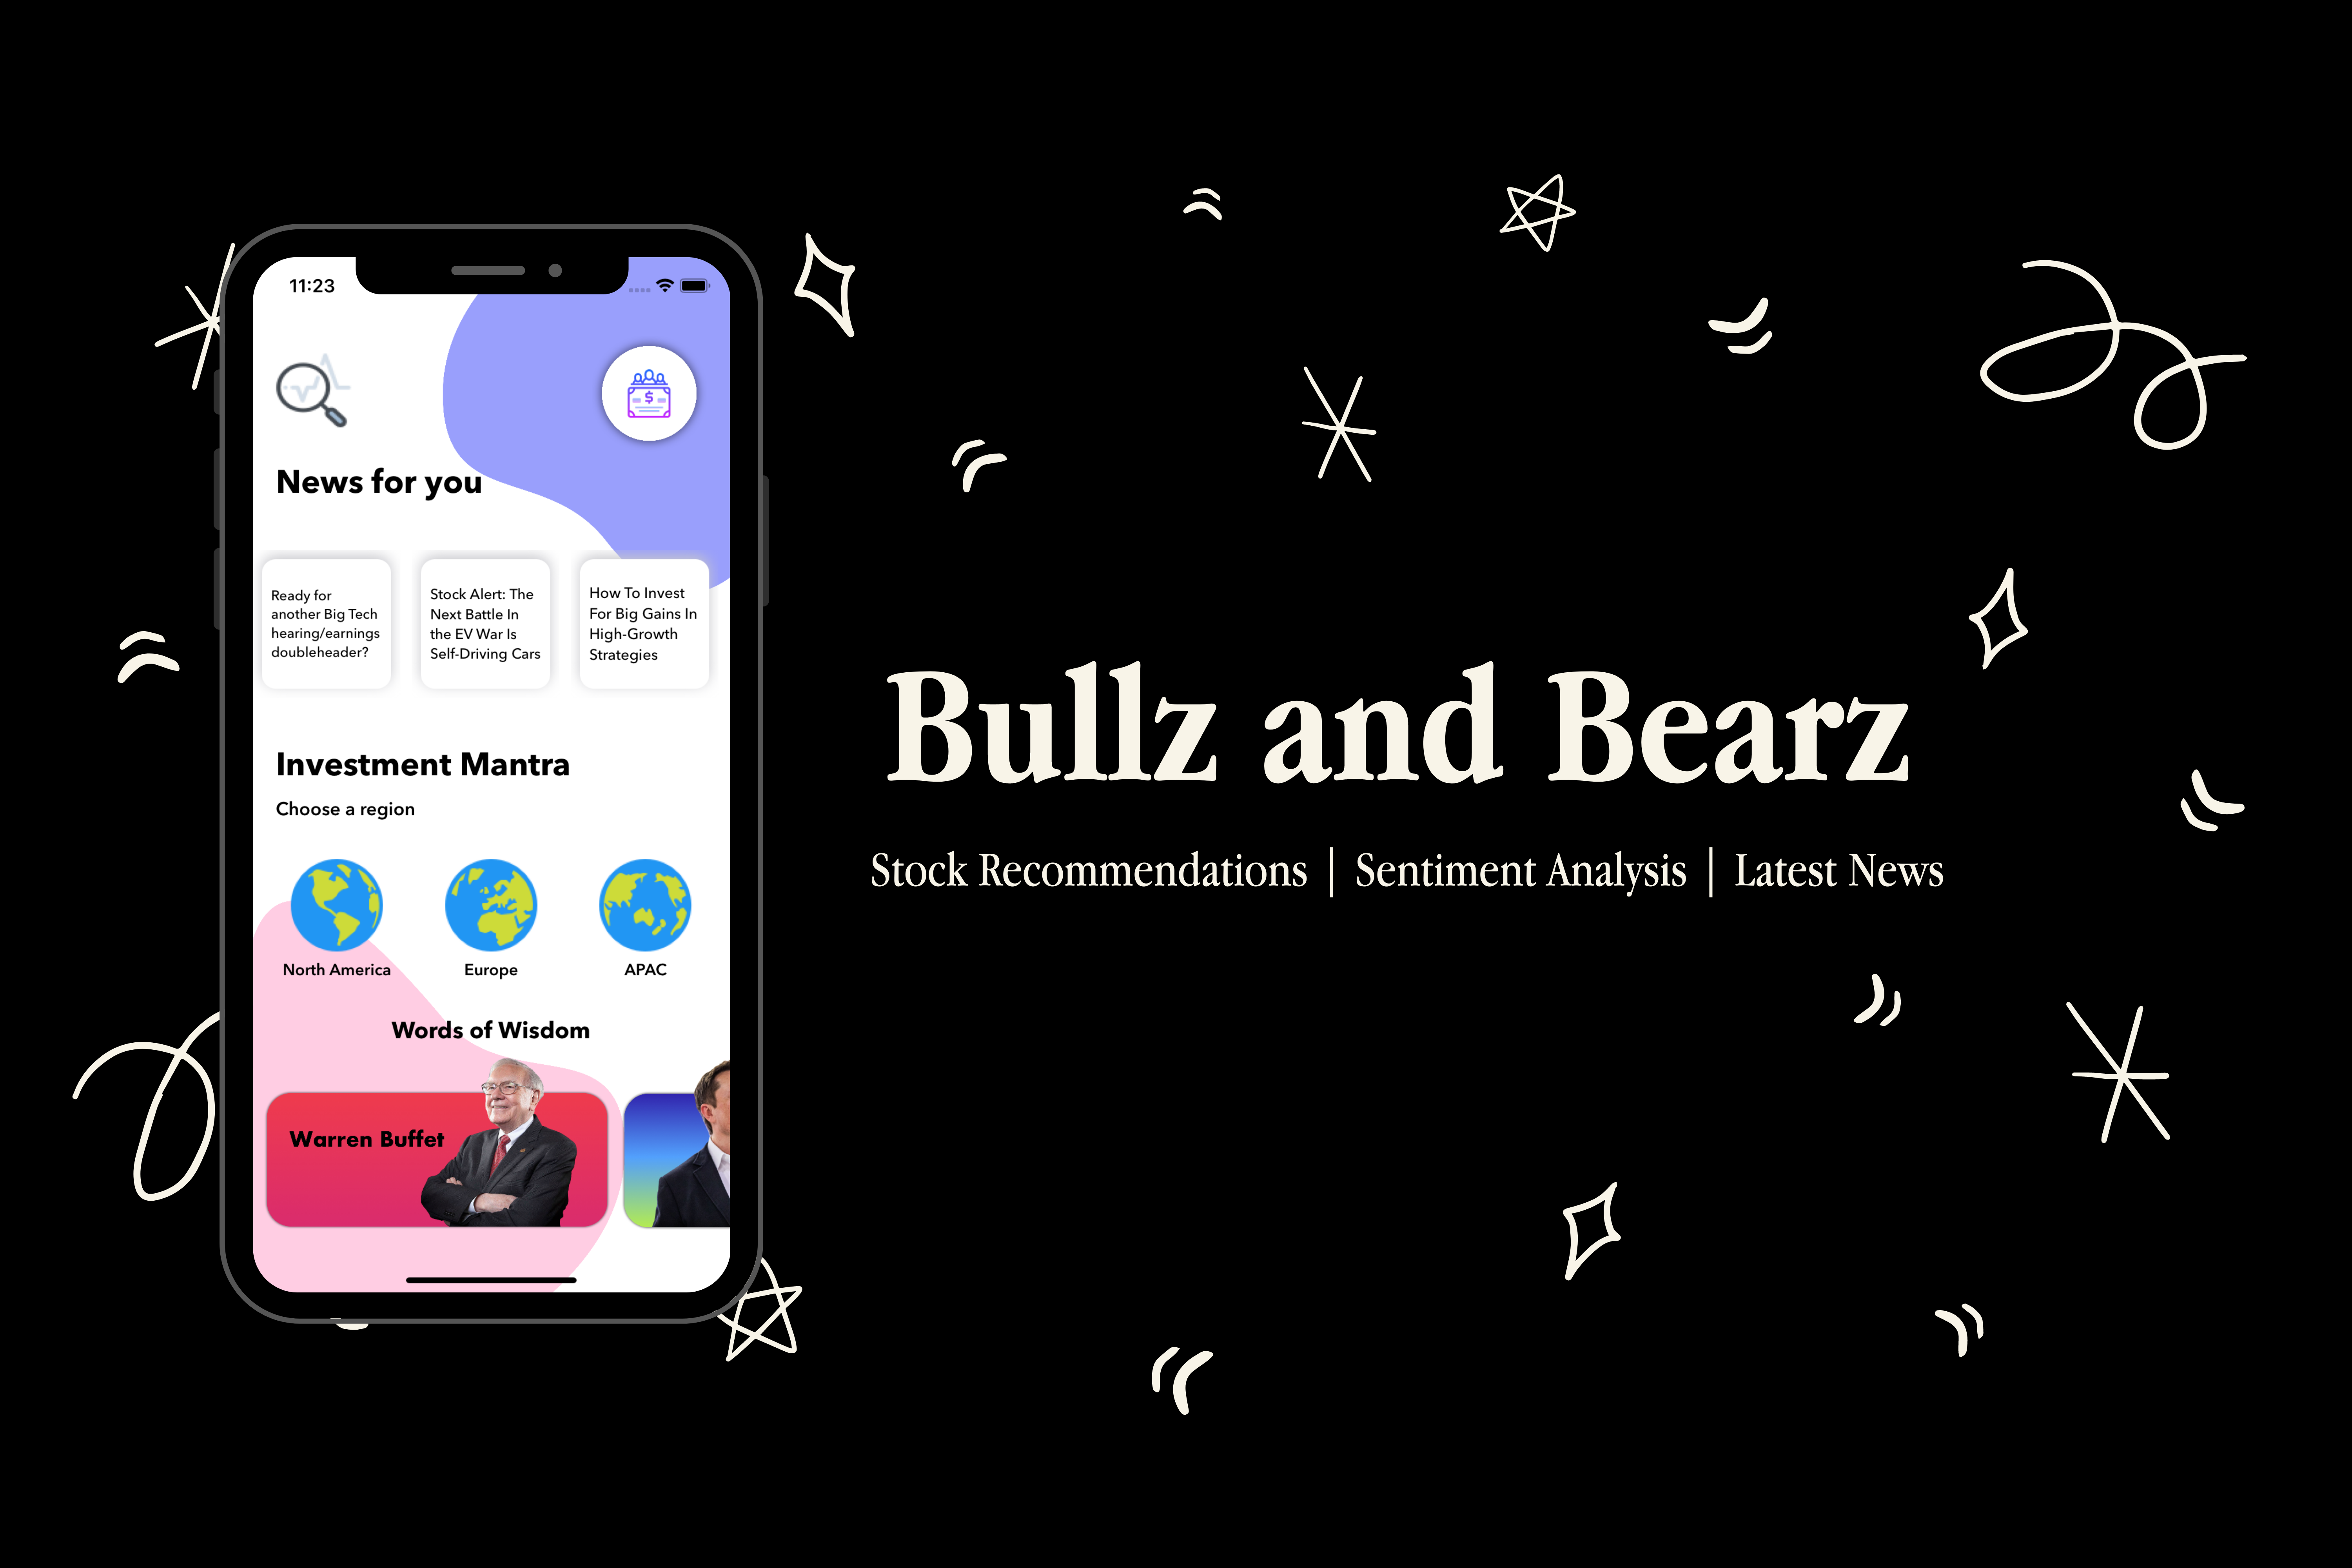 11:23
News for you
Ready for
another Big Tech
hearing/earnings
doubleheader?
Stock Alert: The
Next Battle In
the EV War Is
Self-Driving Cars
How To Invest
For Big Gains In
High-Growth
Strategies
Investment Mantra
Choose a region
North America
Europe
APAC
Words of Wisdom
Warren Buffet
Bullz and Bearz
Stock Recommendations | Sentiment Analysis | Latest News